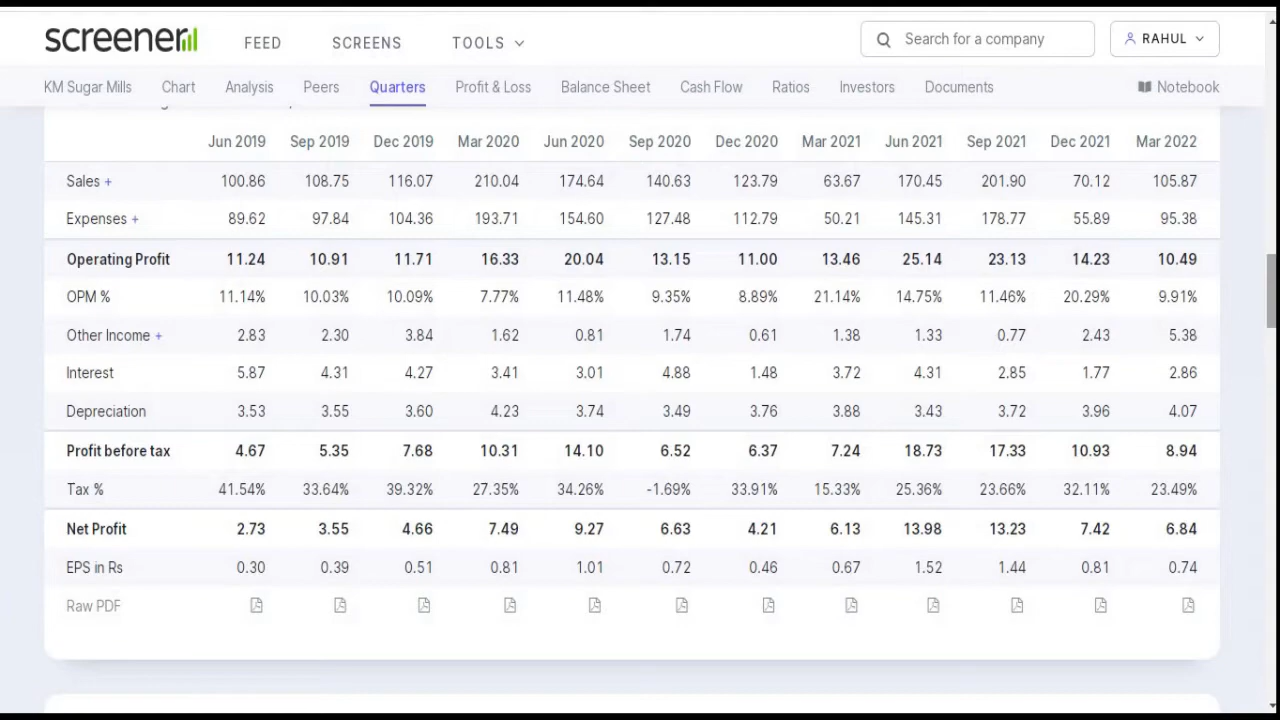 screener FEED SCREENS TOOLS Search for a company RAHUL
KM Sugar Mills Chart Analysis Peers Quarters Profit & Loss Balance Sheet Cash Flow Ratios Investors Documents Notebook
Jun 2019 Sep 2019 Dec 2019 Mar 2020 Jun 2020 Sep 2020 Dec 2020 Mar 2021 Jun 2021 Sep 2021 Dec 2021 Mar 2022
Sales + 100.86 108.75 116.07 210.04 174.64 140.63 123.79 63.67 170.45 201.90 70.12 105.87
Expenses + 89.62 97.84 104.36 193.71 154.60 127.48 112.79 50.21 145.31 178.77 55.89 95.38
Operating Profit 11.24 10.91 11.71 16.33 20.04 13.15 11.00 13.46 25.14 23.13 14.23 10.49
OPM % 11.14% 10.03% 10.09% 7.77% 11.48% 9.35% 8.89% 21.14% 14.75% 11.46% 20.29% 9.91%
Other Income + 2.83 2.30 3.84 1.62 0.81 1.74 0.61 1.38 1.33 0.77 2.43 5.38
Interest 5.87 4.31 4.27 3.41 3.01 4.88 1.48 3.72 4.31 2.85 1.77 2.86
Depreciation 3.53 3.55 3.60 4.23 3.74 3.49 3.76 3.88 3.43 3.72 3.96 4.07
Profit before tax 4.67 5.35 7.68 10.31 14.10 6.52 6.37 7.24 18.73 17.33 10.93 8.94
Tax % 41.54% 33.64% 39.32% 27.35% 34.26% -1.69% 33.91% 15.33% 25.36% 23.66% 32.11% 23.49%
Net Profit 2.73 3.55 4.66 7.49 9.27 6.63 4.21 6.13 13.98 13.23 7.42 6.84
EPS in Rs 0.30 0.39 0.51 0.81 1.01 0.72 0.46 0.67 1.52 1.44 0.81 0.74
Raw PDF